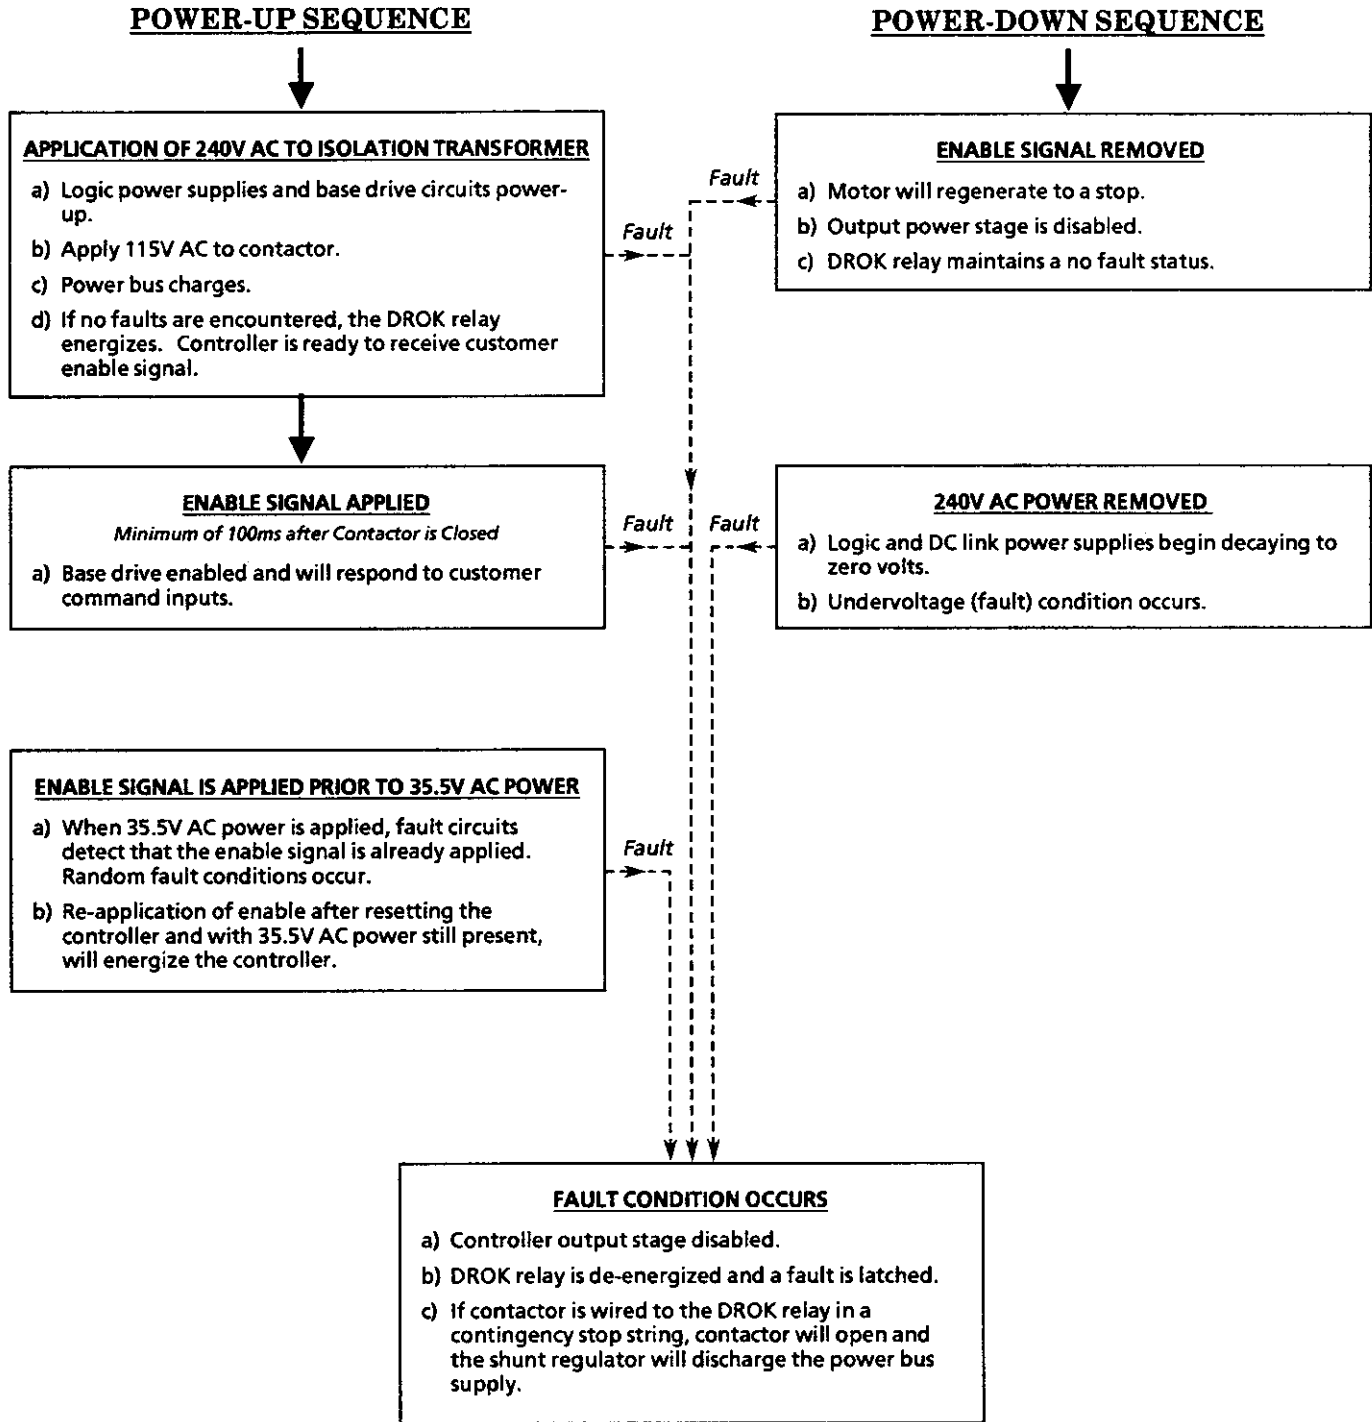 POWER-UP SEQUENCE
APPLICATION OF 240V AC TO ISOLATION TRANSFORMER
a) Logic power supplies and base drive circuits power-
up.
b) Apply 115V AC to contactor.
c) Power bus charges.
d) If no faults are encountered, the DROK relay
energizes. Controller is ready to receive customer
enable signal.
Fault
ENABLE SIGNAL APPLIED
Minimum of 100ms after Contactor is Closed
a) Base drive enabled and will respond to customer
command inputs.
Fault
ENABLE SIGNAL IS APPLIED PRIOR TO 35.5V AC POWER
a) When 35.5V AC power is applied, fault circuits
detect that the enable signal is already applied.
Random fault conditions occur.
b) Re-application of enable after resetting the
controller and with 35.5V AC power still present,
will energize the controller.
Fault
POWER-DOWN SEQUENCE
Fault
ENABLE SIGNAL REMOVED
a) Motor will regenerate to a stop.
b) Output power stage is disabled.
c) DROK relay maintains a no fault status.
Fault
240V AC POWER REMOVED
a) Logic and DC link power supplies begin decaying to
zero volts.
b) Undervoltage (fault) condition occurs.
FAULT CONDITION OCCURS
a) Controller output stage disabled.
b) DROK relay is de-energized and a fault is latched.
c) If contactor is wired to the DROK relay in a
contingency stop string, contactor will open and
the shunt regulator will discharge the power bus
supply.